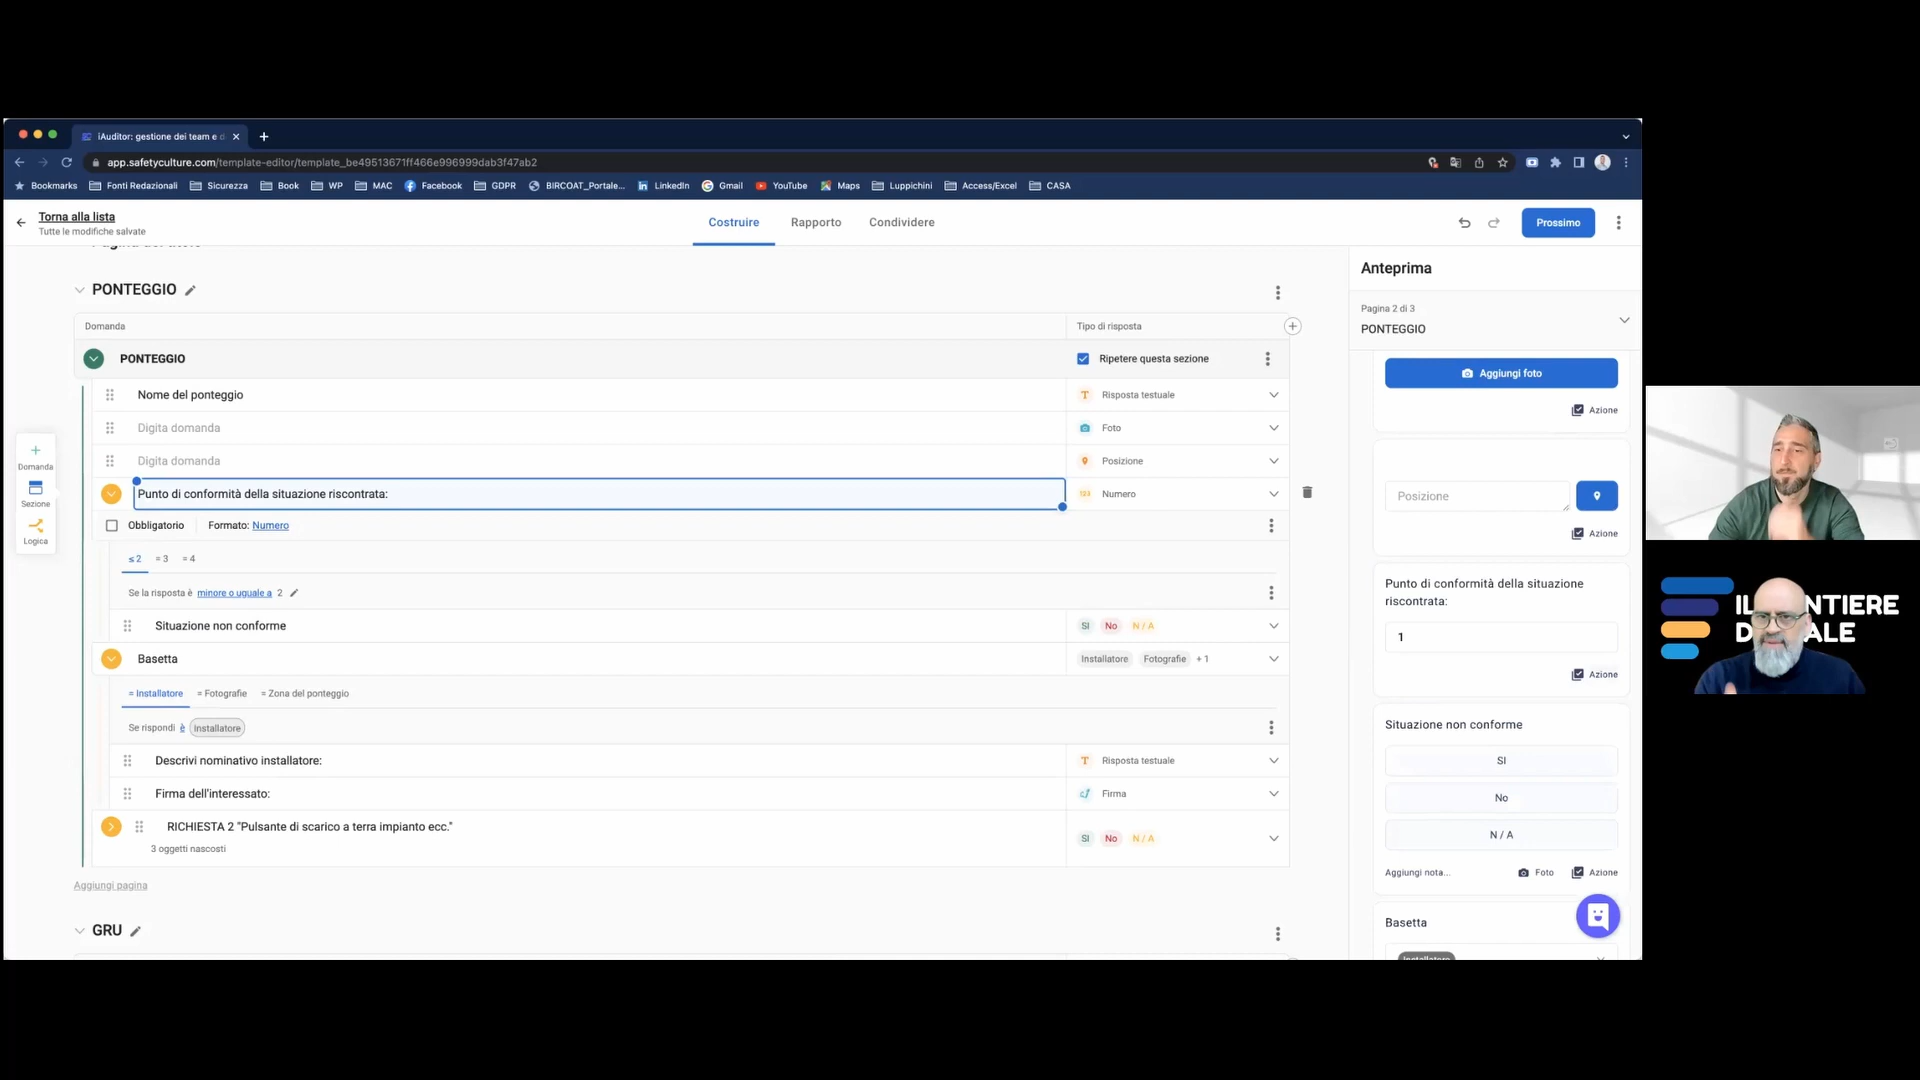 iAuditor: gestione dei team e d
app.safetyculture.com/template-editor/template_be49513671ff466e996999dab3f47ab2
Bookmarks Fonti Redazionali Sicurezza Book WP MAC Facebook GDPR BIRCOAT_Portale... LinkedIn Gmail YouTube Maps Luppichini Access/Excel CASA
Torna alla lista
Tutte le modifiche salvate
Costruire Rapporto Condividere
Prossimo
PONTEGGIO
Domanda Tipo di risposta
PONTEGGIO Ripetere questa sezione
Nome del ponteggio Risposta testuale
Digita domanda Foto
Digita domanda Posizione
Punto di conformità della situazione riscontrata: 123 Numero
Obbligatorio Formato: Numero
≤ 2 = 3 = 4
Se la risposta è minore o uguale a 2
Situazione non conforme SI No N / A
Basetta Installatore Fotografie + 1
= Installatore = Fotografie = Zona del ponteggio
Se rispondi è Installatore
Descrivi nominativo installatore: Risposta testuale
Firma dell'interessato: Firma
RICHIESTA 2 "Pulsante di scarico a terra impianto ecc." SI No N / A
3 oggetti nascosti
Aggiungi pagina
GRU
Domanda
Sezione
Logica
Anteprima
Pagina 2 di 3
PONTEGGIO
Aggiungi foto
Azione
Posizione
Azione
Punto di conformità della situazione
riscontrata:
1
Azione
Situazione non conforme
SI
No
N / A
Aggiungi nota... Foto Azione
Basetta
Installatore